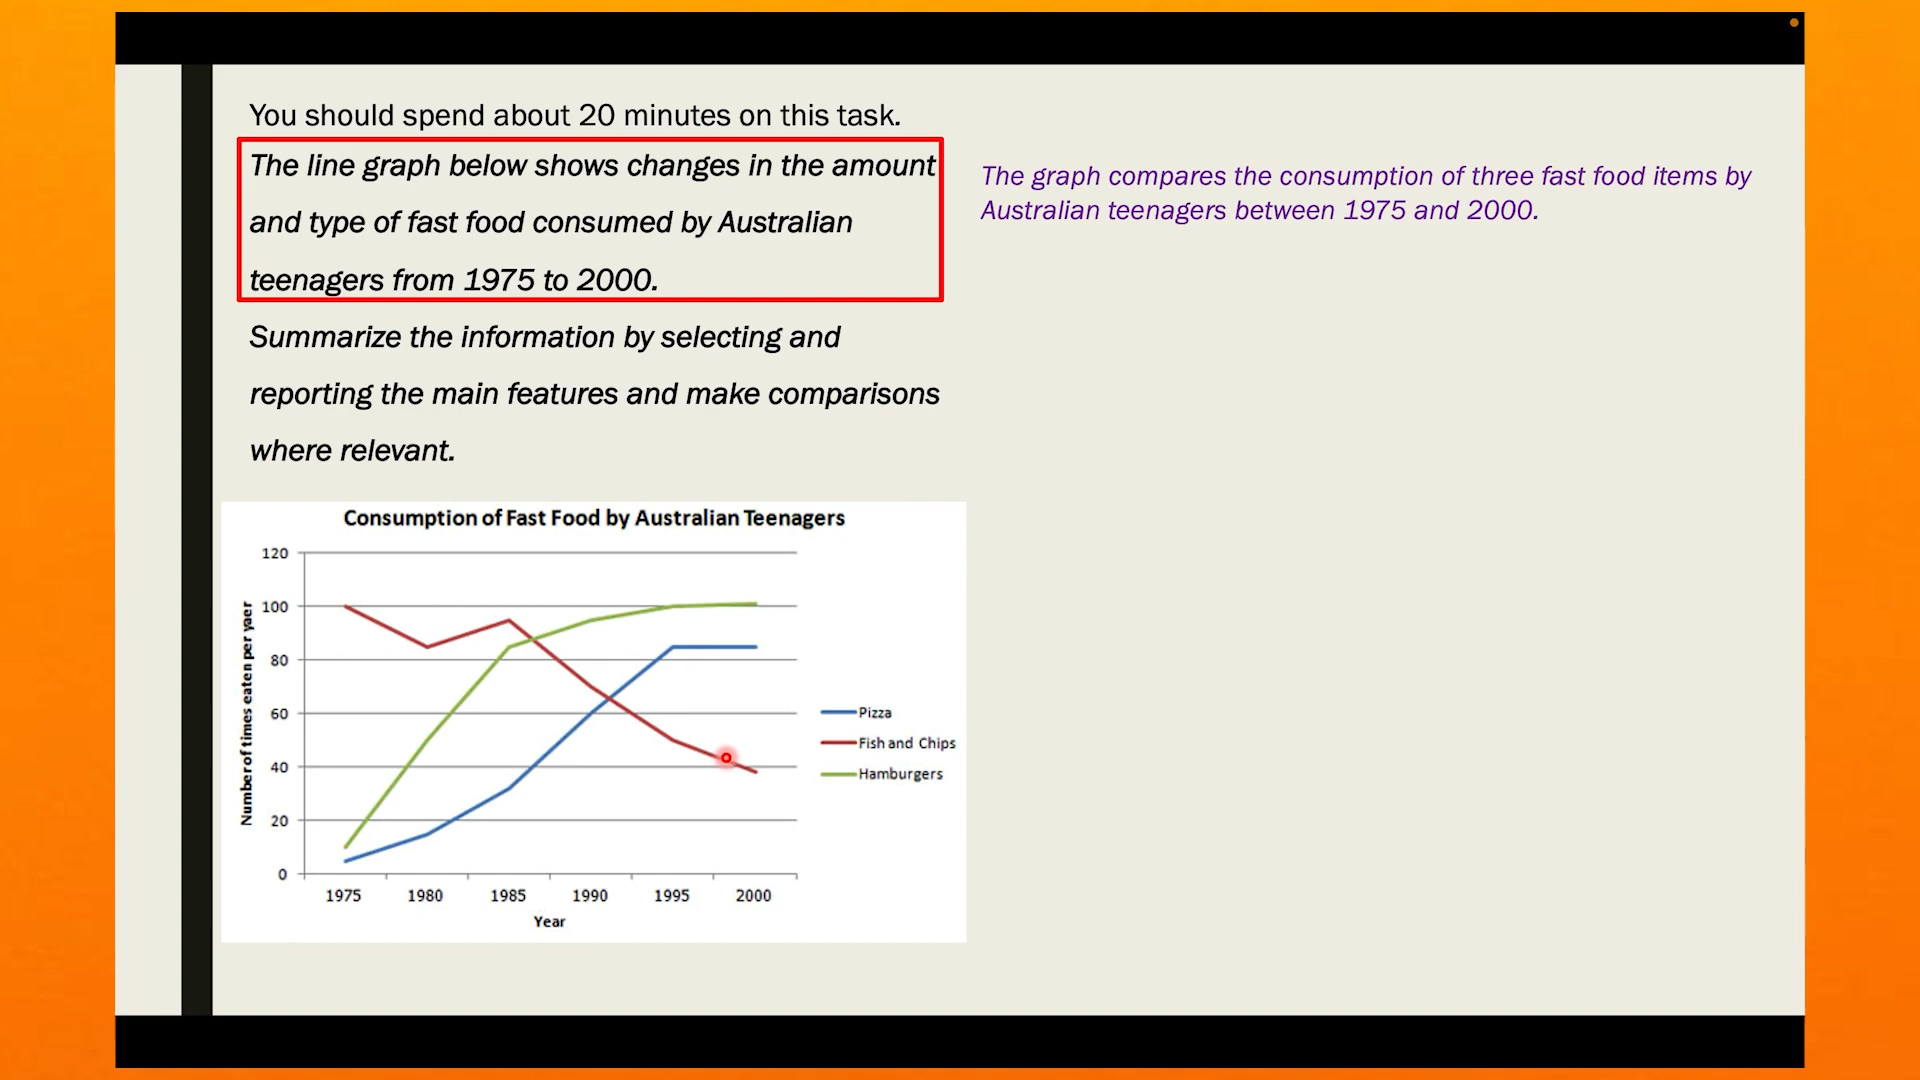 You should spend about 20 minutes on this task.
The line graph below shows changes in the amount
and type of fast food consumed by Australian
teenagers from 1975 to 2000.
Summarize the information by selecting and
reporting the main features and make comparisons
where relevant.
The graph compares the consumption of three fast food items by
Australian teenagers between 1975 and 2000.
Consumption of Fast Food by Australian Teenagers
Number of times eaten per yaer
120
100
80
60
40
20
0
1975 1980 1985 1990 1995 2000
Year
Pizza
Fish and Chips
Hamburgers